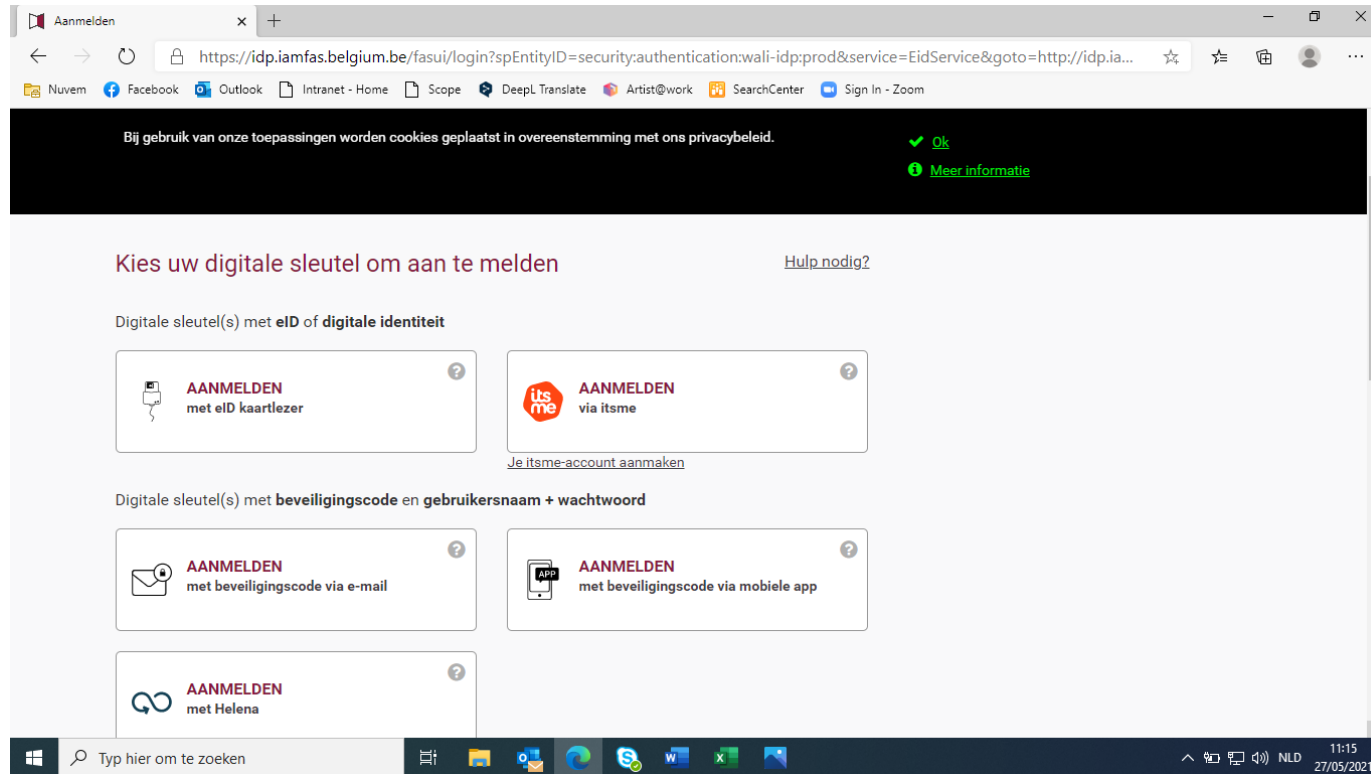 Aanmelden
https://idp.iamfas.belgium.be/fasui/login?spEntityID=security:authentication:wali-idp:prod&service=EidService&goto=http://idp.ia...
Nuvem Facebook Outlook Intranet - Home Scope DeepL Translate Artist@work SearchCenter Sign In - Zoom
Bij gebruik van onze toepassingen worden cookies geplaatst in overeenstemming met ons privacybeleid.
Ok
Meer informatie
Kies uw digitale sleutel om aan te melden
Hulp nodig?
Digitale sleutel(s) met eID of digitale identiteit
AANMELDEN
met eID kaartlezer
its
me
AANMELDEN
via itsme
Je itsme-account aanmaken
Digitale sleutel(s) met beveiligingscode en gebruikersnaam + wachtwoord
AANMELDEN
met beveiligingscode via e-mail
APP
AANMELDEN
met beveiligingscode via mobiele app
AANMELDEN
met Helena
Typ hier om te zoeken
NLD
11:15
27/05/2021